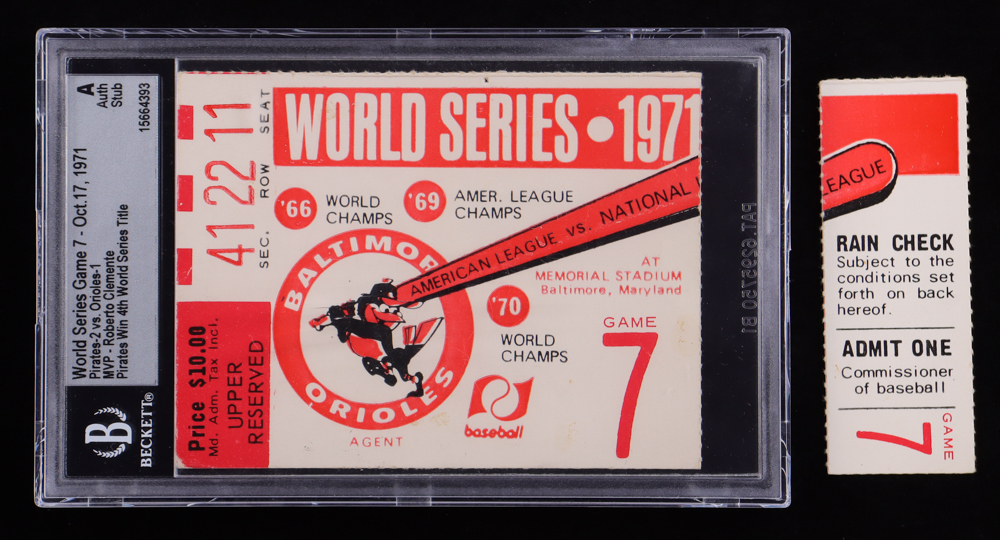 A
Auth
Stub
15664393
World Series Game 7 - Oct.17, 1971
Pirates-2 vs. Orioles-1
MVP - Roberto Clemente
Pirates Win 4th World Series Title
B
BECKETT®
41 22 11
SEC. ROW SEAT
Price $10.00
Md. Adm. Tax Incl.
UPPER
RESERVED
WORLD SERIES • 1971
'66 WORLD
CHAMPS
'69 AMER. LEAGUE
CHAMPS
AMERICAN LEAGUE vs. NATIONAL
BALTIMOR
ORIOLES
AGENT
AT
MEMORIAL STADIUM
Baltimore, Maryland
'70
WORLD
CHAMPS
baseball
GAME
7
LEAGUE
RAIN CHECK
Subject to the
conditions set
forth on back
hereof.
ADMIT ONE
Commissioner
of baseball
GAME
7